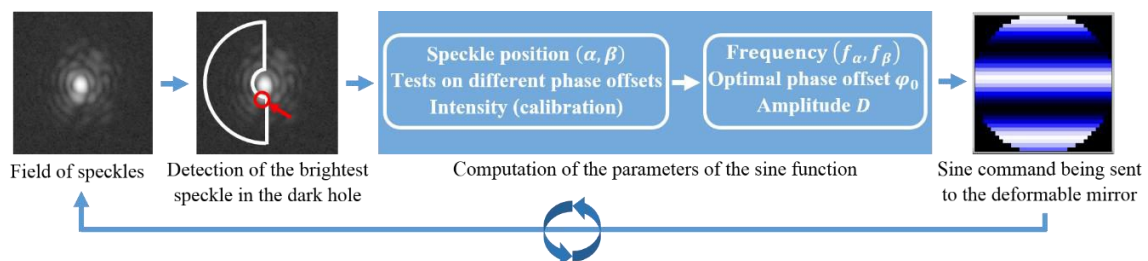 Speckle position (α, β)
Tests on different phase offsets
Intensity (calibration)
Frequency (fα, fβ)
Optimal phase offset φ0
Amplitude D
Field of speckles
Detection of the brightest
speckle in the dark hole
Computation of the parameters of the sine function
Sine command being sent
to the deformable mirror